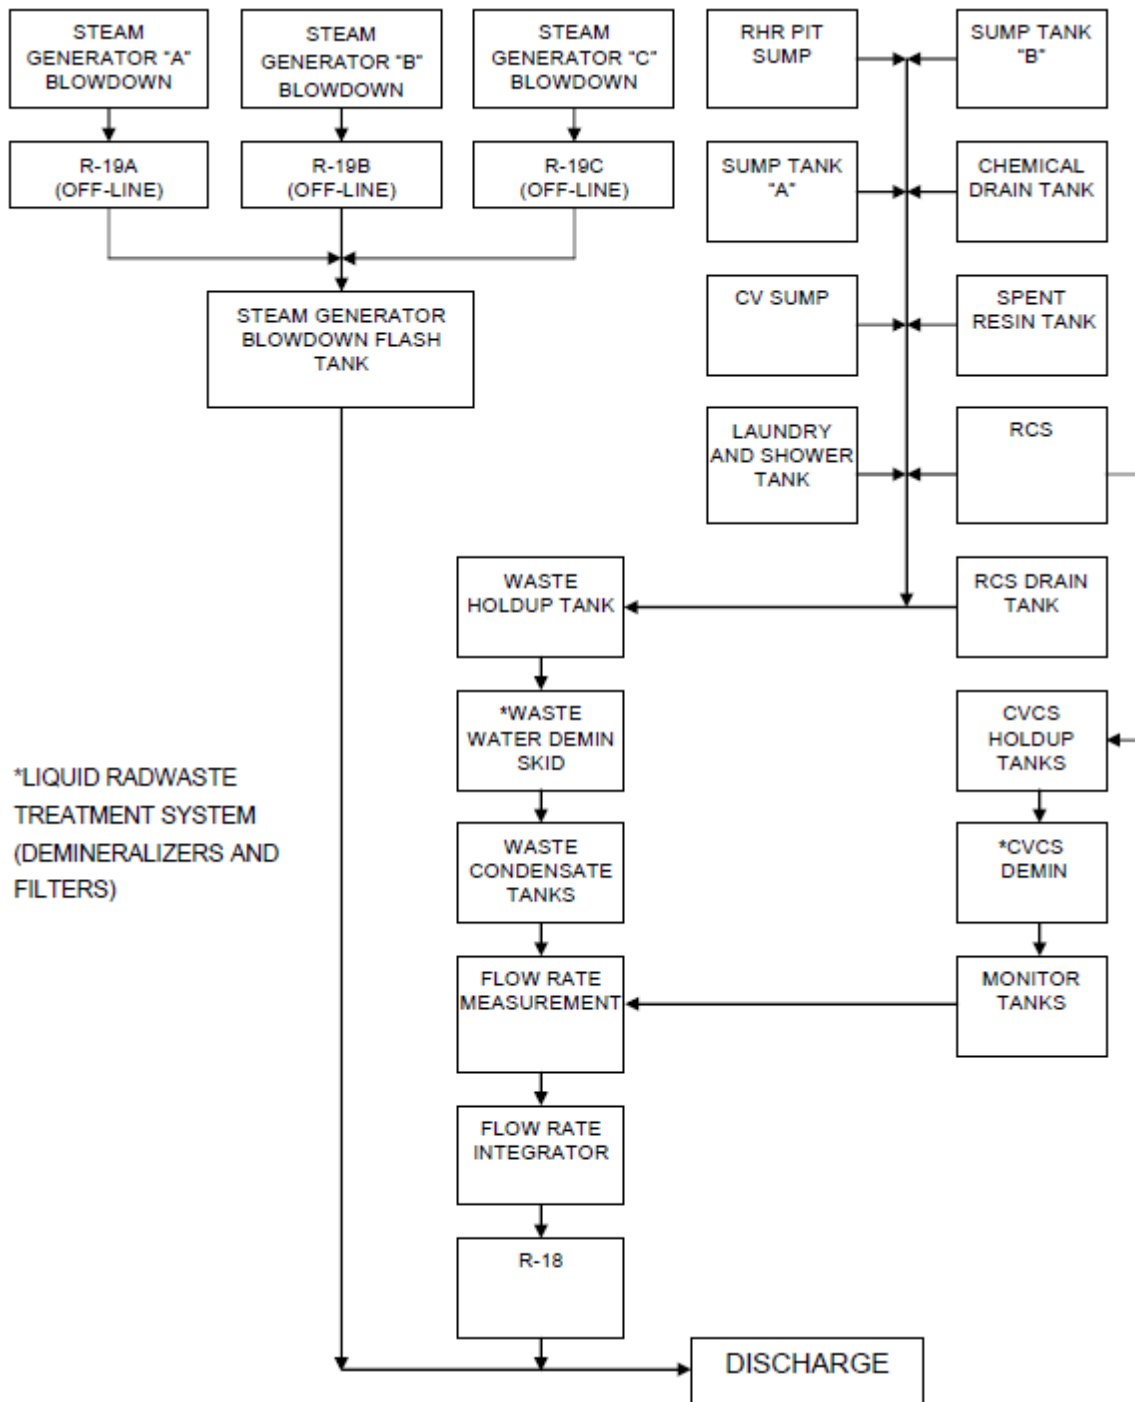 STEAM
GENERATOR "A"
BLOWDOWN
STEAM
GENERATOR "B"
BLOWDOWN
STEAM
GENERATOR "C"
BLOWDOWN
RHR PIT
SUMP
SUMP TANK
"B"
R-19A
(OFF-LINE)
R-19B
(OFF-LINE)
R-19C
(OFF-LINE)
SUMP TANK
"A"
CHEMICAL
DRAIN TANK
STEAM GENERATOR
BLOWDOWN FLASH
TANK
CV SUMP
SPENT
RESIN TANK
LAUNDRY
AND SHOWER
TANK
RCS
WASTE
HOLDUP TANK
RCS DRAIN
TANK
*WASTE
WATER DEMIN
SKID
CVCS
HOLDUP
TANKS
*LIQUID RADWASTE
TREATMENT SYSTEM
(DEMINERALIZERS AND
FILTERS)
WASTE
CONDENSATE
TANKS
*CVCS
DEMIN
FLOW RATE
MEASUREMENT
MONITOR
TANKS
FLOW RATE
INTEGRATOR
R-18
DISCHARGE